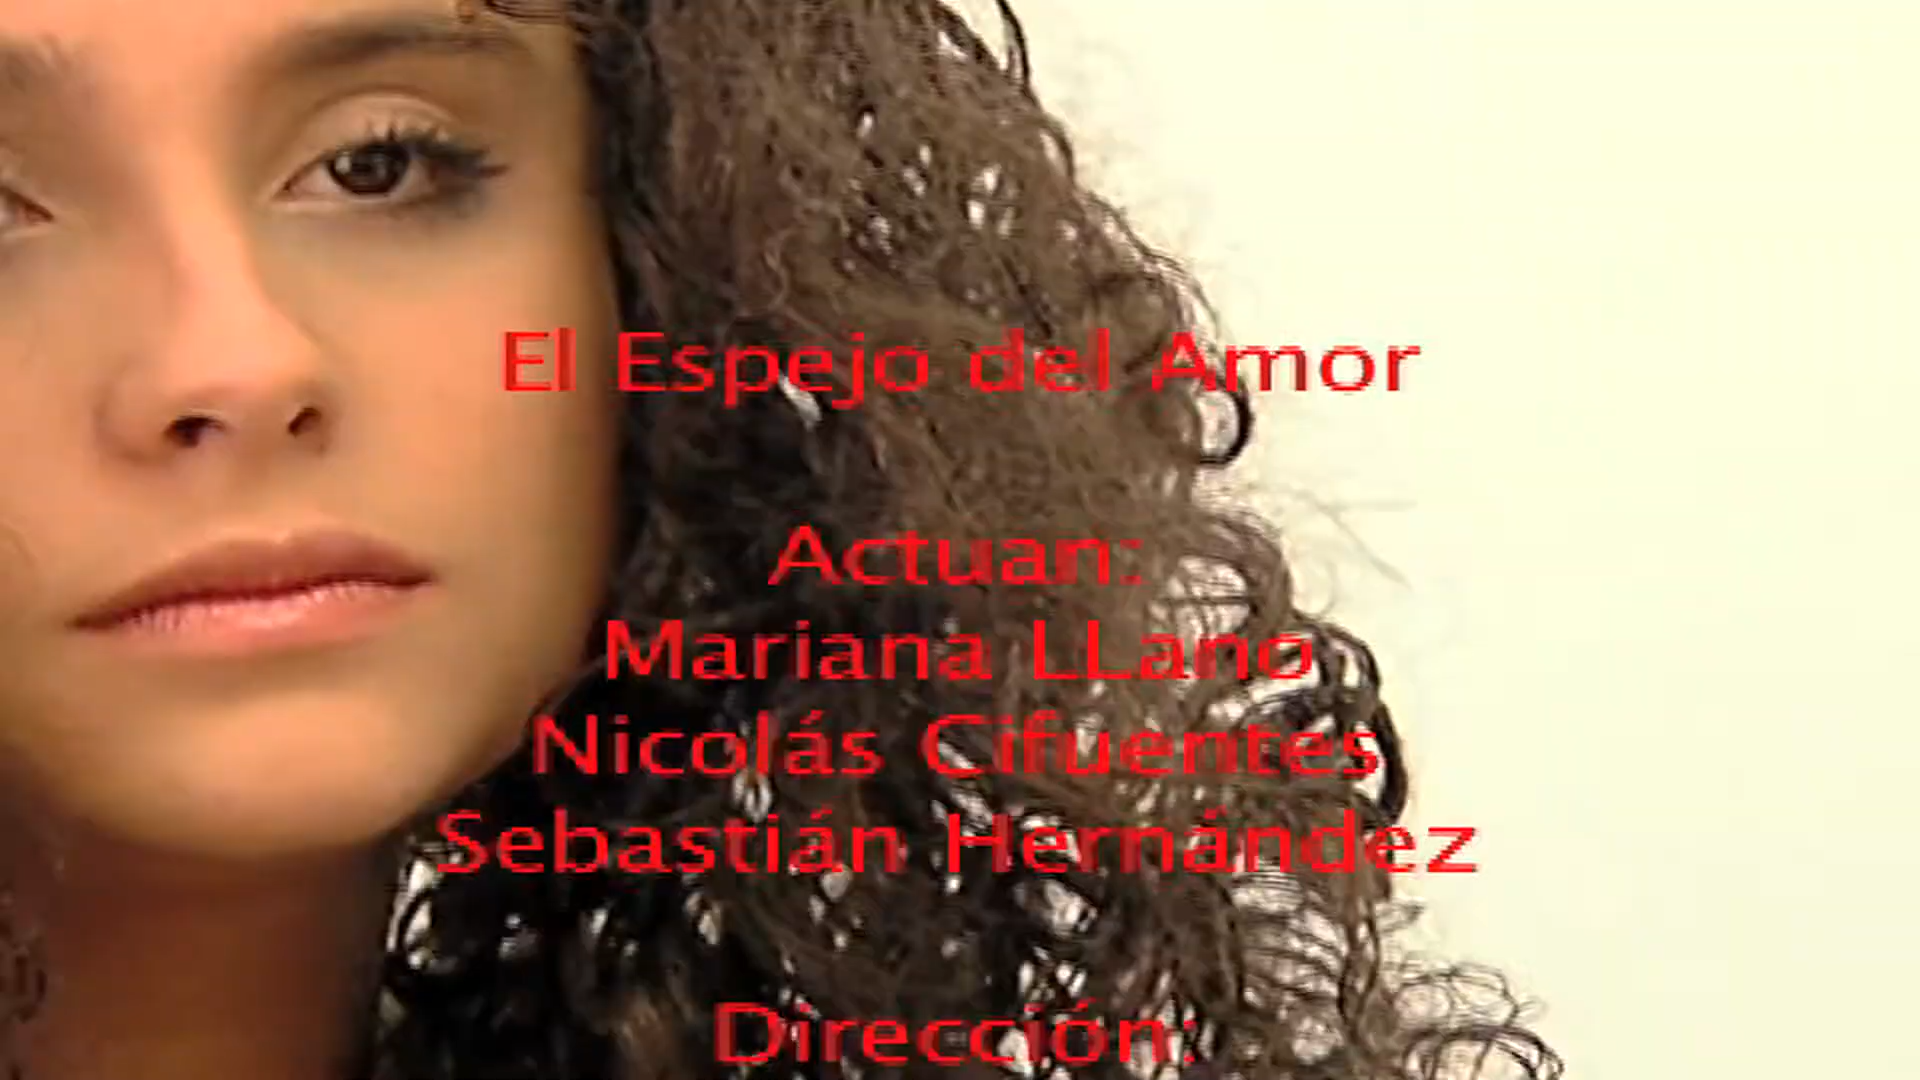 El Espejo del Amor
Actuan:
Mariana LLano
Nicolás Cifuentes
Sebastián Hernández
Dirección: